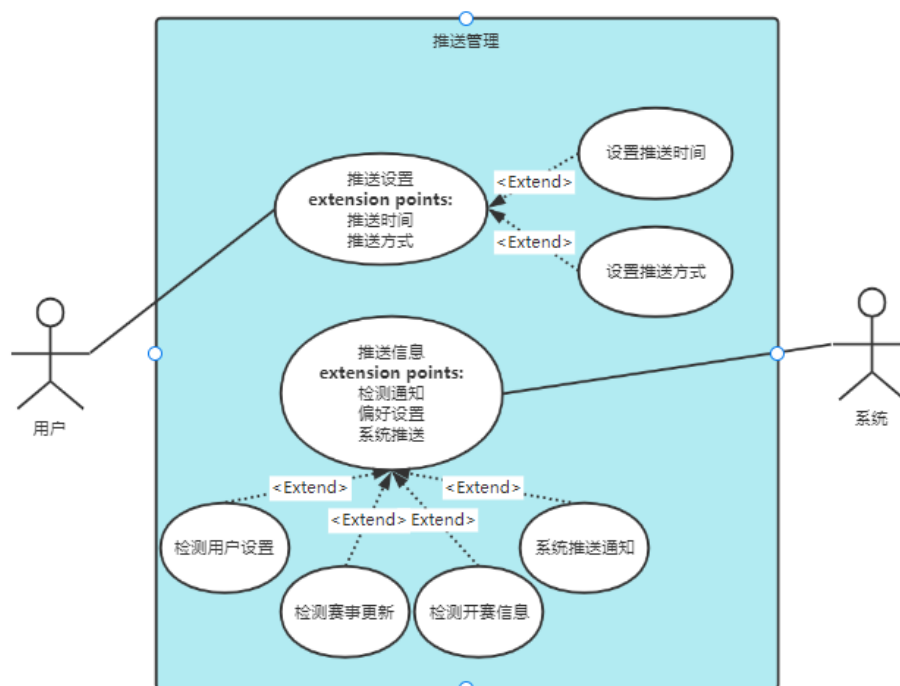 推送管理
设置推送时间
<Extend>
推送设置
extension points:
推送时间
推送方式
<Extend>
设置推送方式
用户
系统
推送信息
extension points:
检测通知
偏好设置
系统推送
<Extend>
<Extend>
<Extend> Extend>
检测用户设置
系统推送通知
检测赛事更新
检测开赛信息